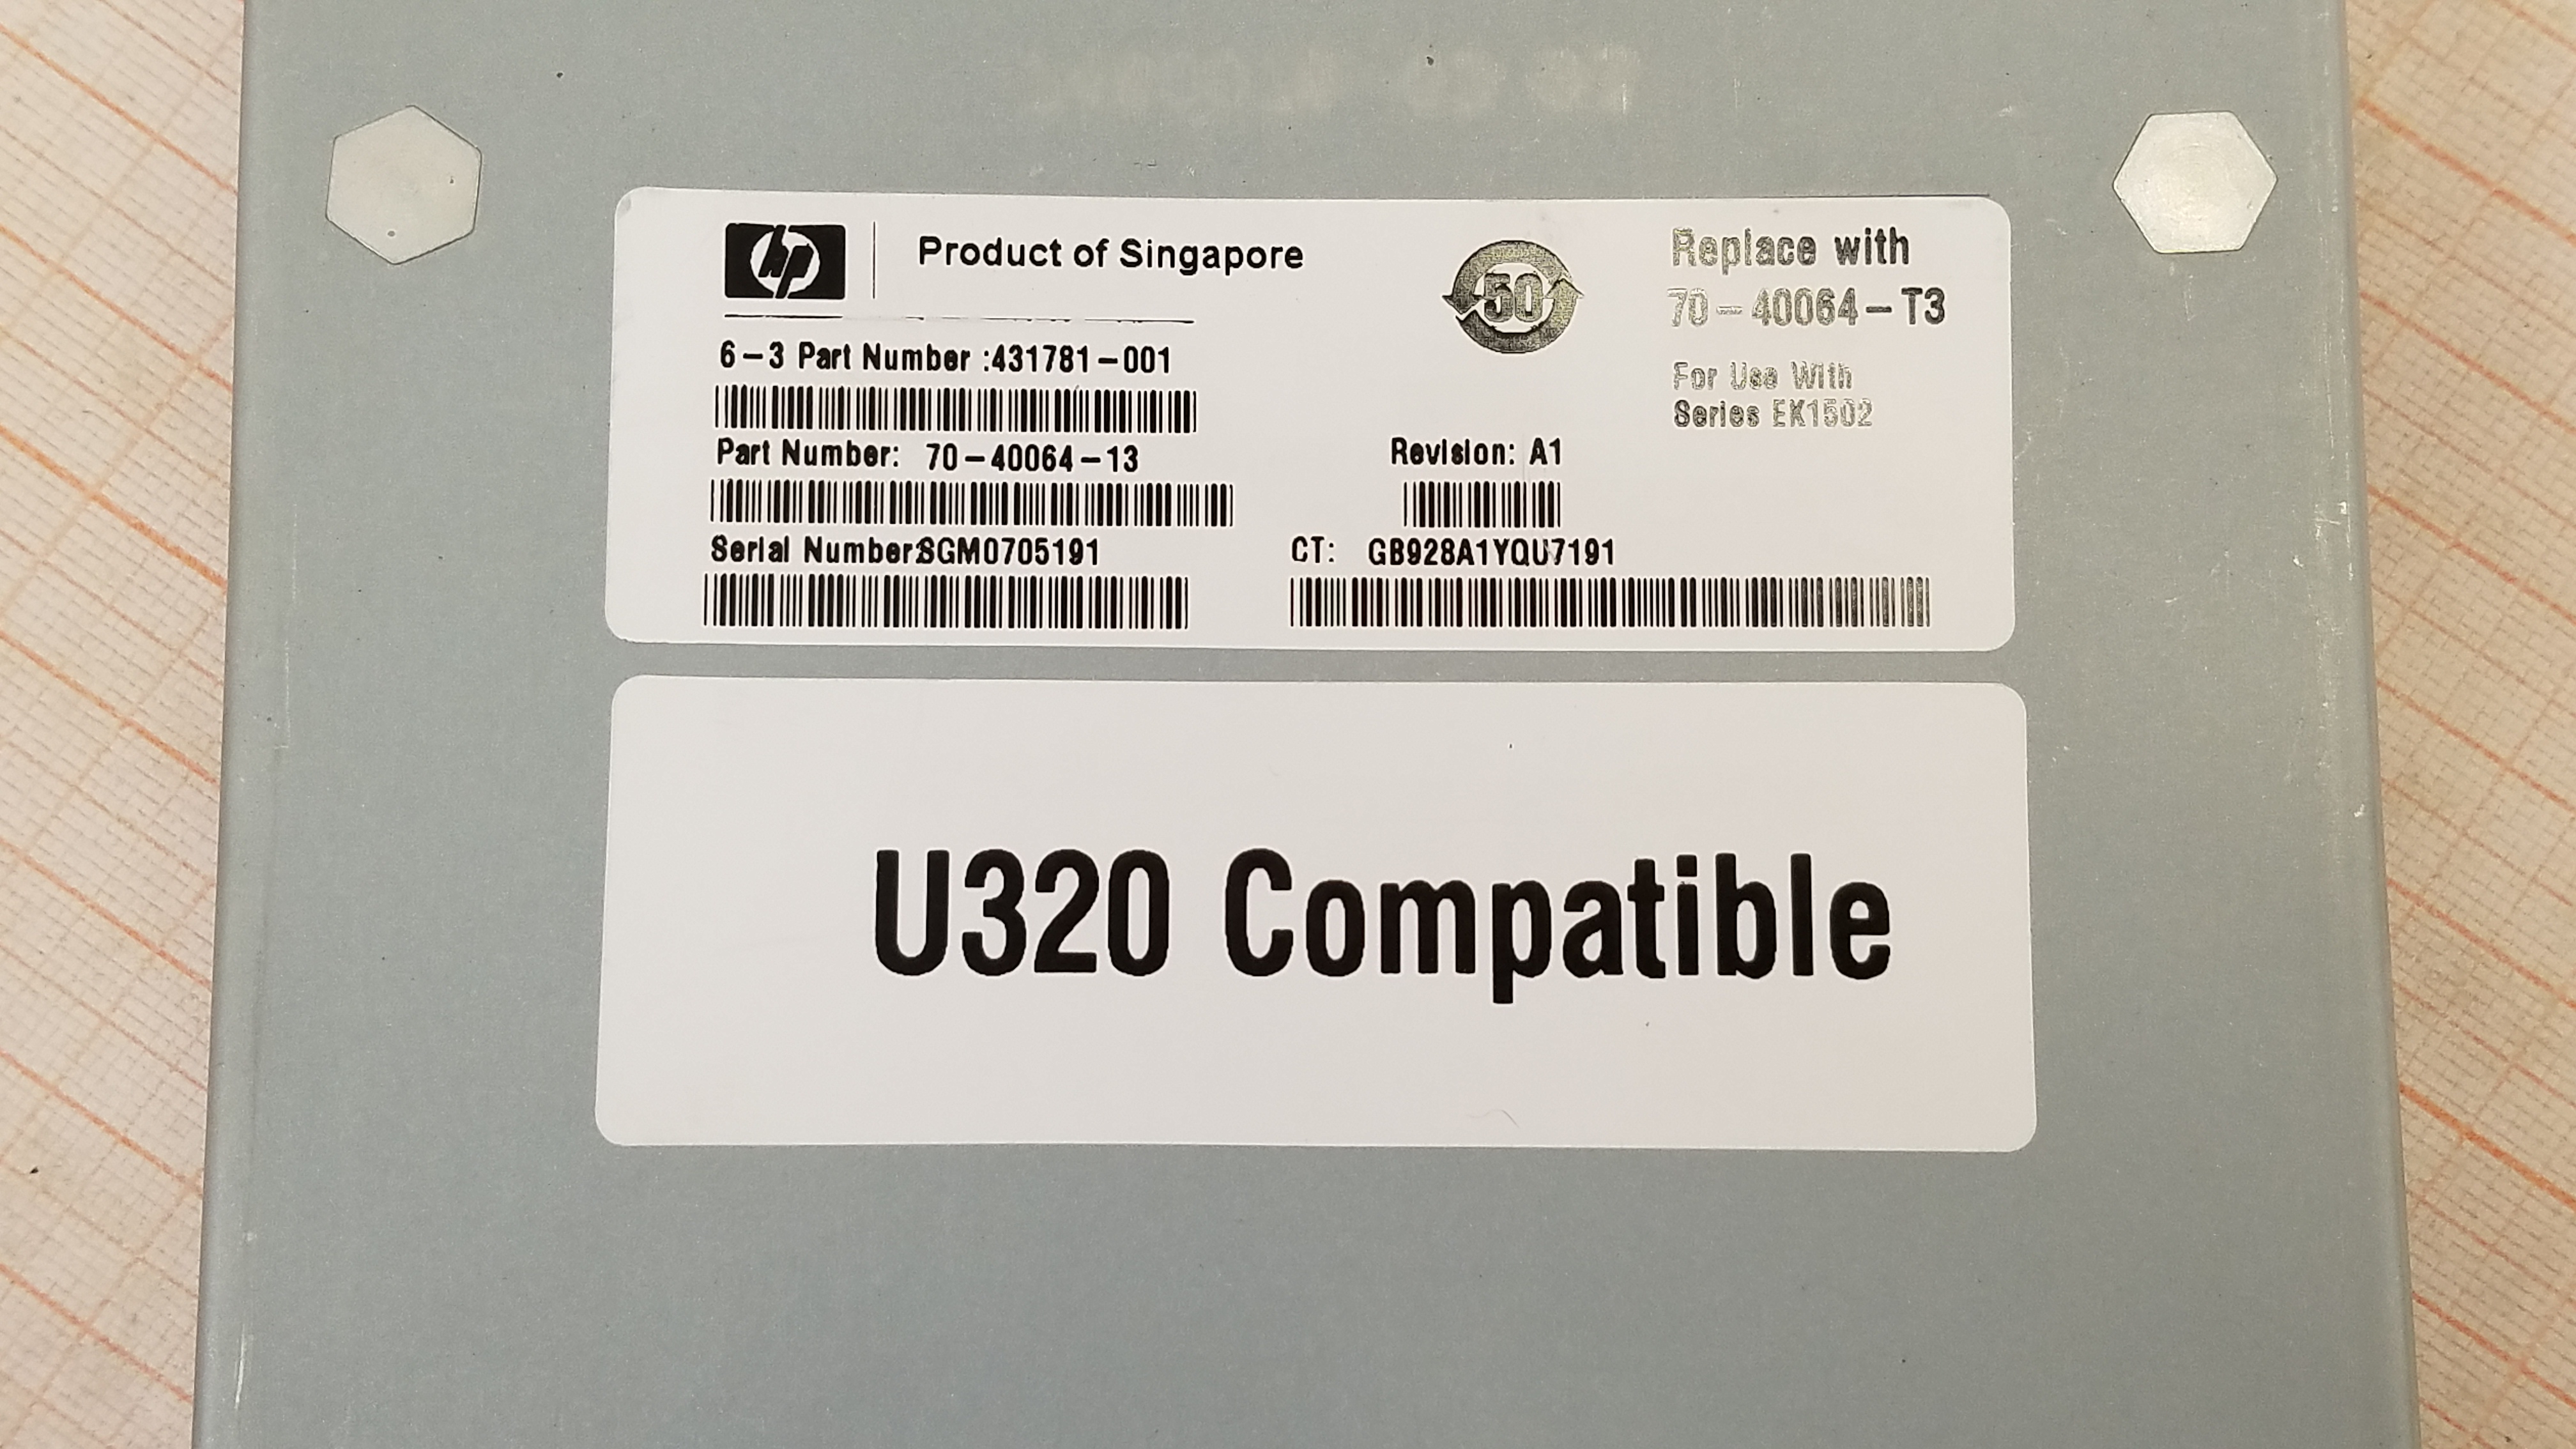 hp
Product of Singapore
50
Replace with
70-40064-T3
For Use With
Series EK1502
6-3 Part Number :431781-001
Part Number: 70-40064-13
Revision: A1
Serial Number:SGM0705191
CT: GB928A1YQU7191
U320 Compatible